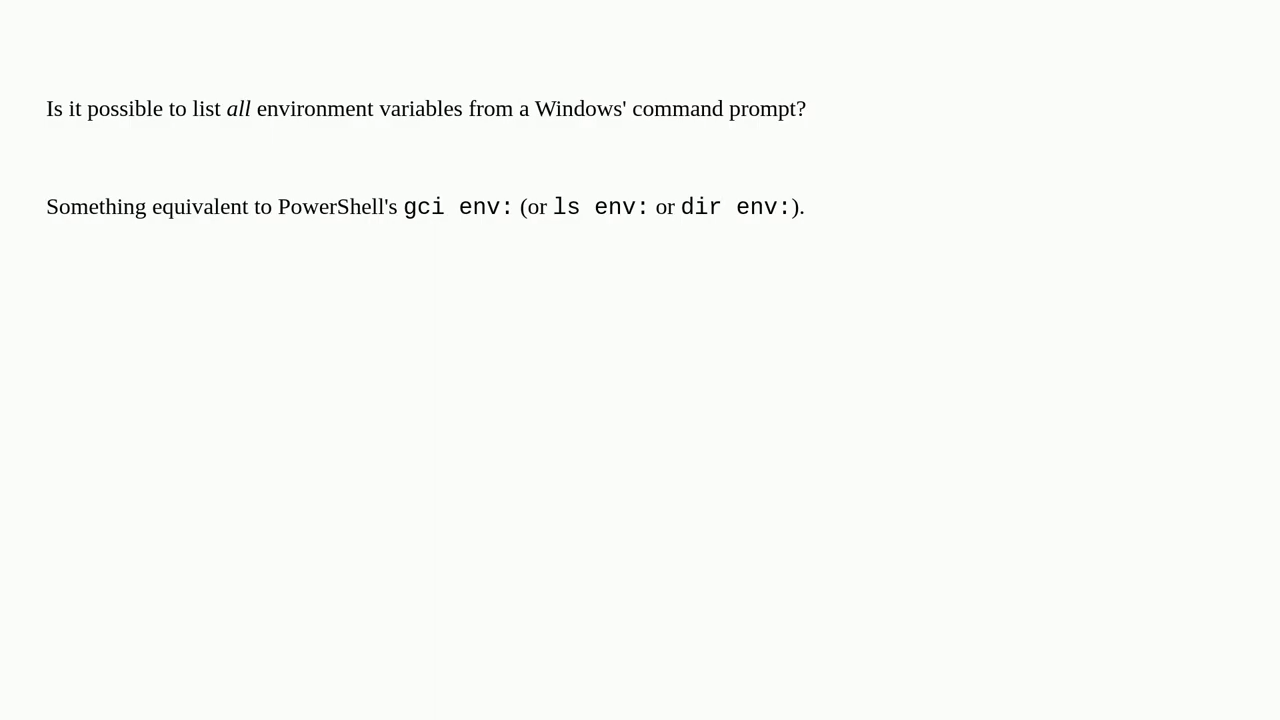 Is it possible to list all environment variables from a Windows' command prompt?
Something equivalent to PowerShell's gci env: (or ls env: or dir env:).